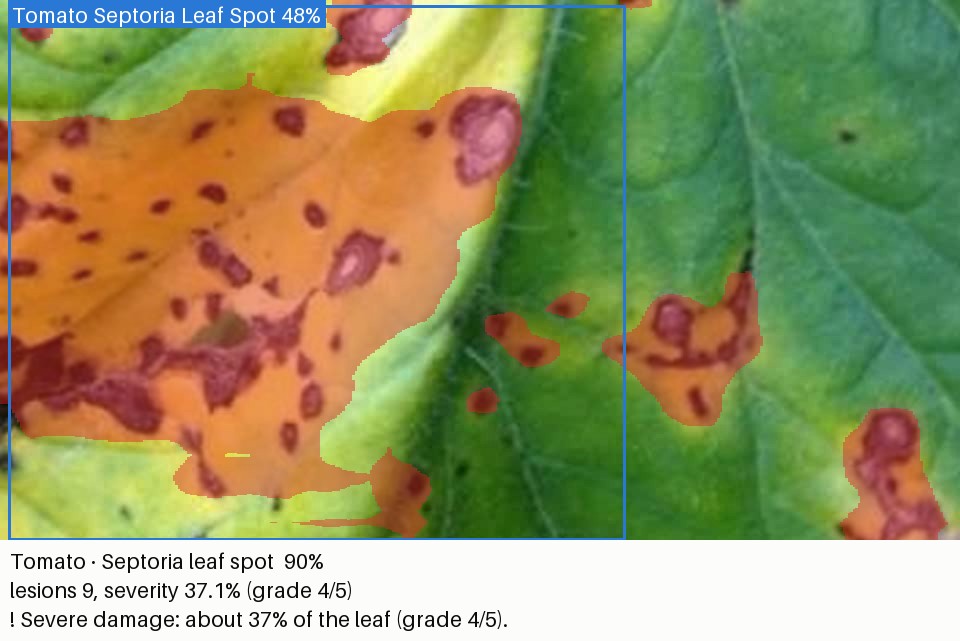 Tomato Septoria Leaf Spot 48%
Tomato · Septoria leaf spot  90%
lesions 9, severity 37.1% (grade 4/5)
! Severe damage: about 37% of the leaf (grade 4/5).